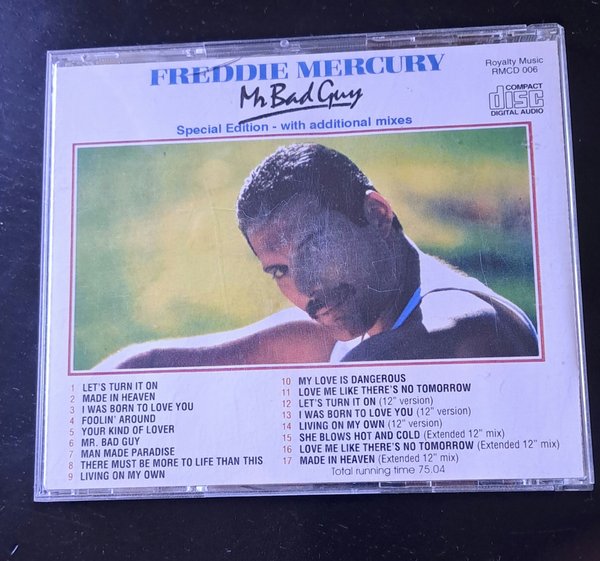 FREDDIE MERCURY
Mr Bad Guy
Special Edition - with additional mixes
Royalty Music
RMCD 006
COMPACT
disc
DIGITAL AUDIO
1 LET'S TURN IT ON
2 MADE IN HEAVEN
3 I WAS BORN TO LOVE YOU
4 FOOLIN' AROUND
5 YOUR KIND OF LOVER
6 MR. BAD GUY
7 MAN MADE PARADISE
8 THERE MUST BE MORE TO LIFE THAN THIS
9 LIVING ON MY OWN
10 MY LOVE IS DANGEROUS
11 LOVE ME LIKE THERE'S NO TOMORROW
12 LET'S TURN IT ON (12" version)
13 I WAS BORN TO LOVE YOU (12" version)
14 LIVING ON MY OWN (12" version)
15 SHE BLOWS HOT AND COLD (Extended 12" mix)
16 LOVE ME LIKE THERE'S NO TOMORROW (Extended 12" mix)
17 MADE IN HEAVEN (Extended 12" mix)
Total running time 75.04